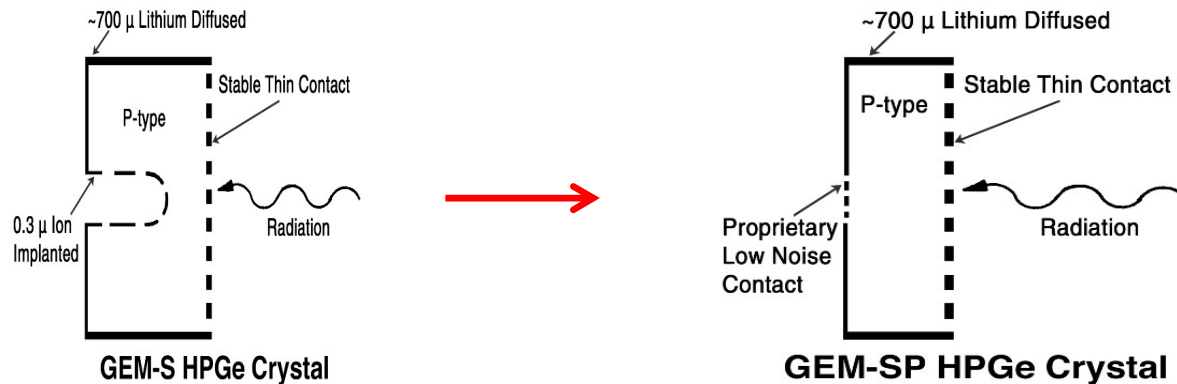 ~700 µ Lithium Diffused
Stable Thin Contact
P-type
0.3 µ Ion
Implanted
Radiation
GEM-S HPGe Crystal
~700 µ Lithium Diffused
Stable Thin Contact
P-type
Proprietary
Low Noise
Contact
Radiation
GEM-SP HPGe Crystal